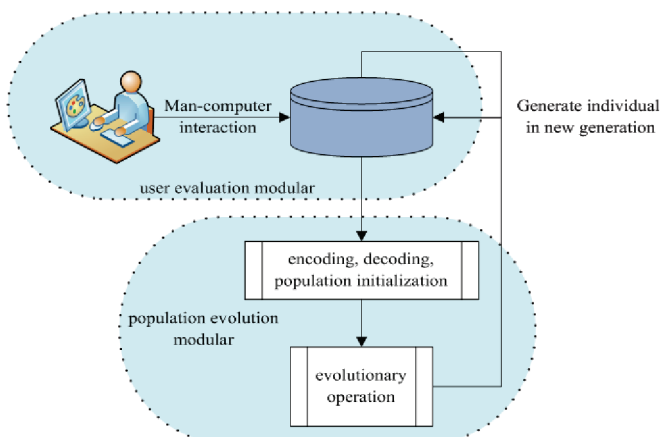 Man-computer
interaction
Generate individual
in new generation
user evaluation modular
encoding, decoding,
population initialization
population evolution
modular
evolutionary
operation